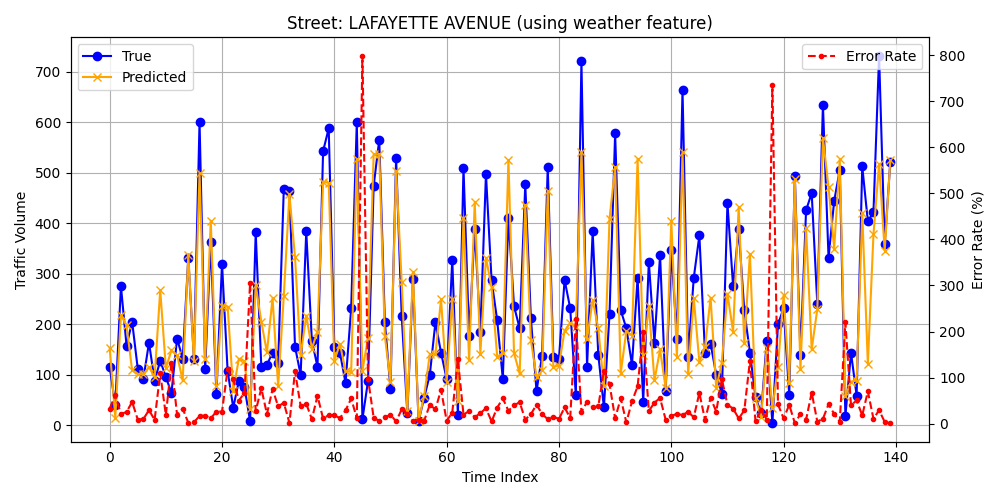 Street: LAFAYETTE AVENUE (using weather feature)
True
Predicted
Error Rate
Traffic Volume
0
100
200
300
400
500
600
700
Error Rate (%)
0
100
200
300
400
500
600
700
800
0 20 40 60 80 100 120 140
Time Index